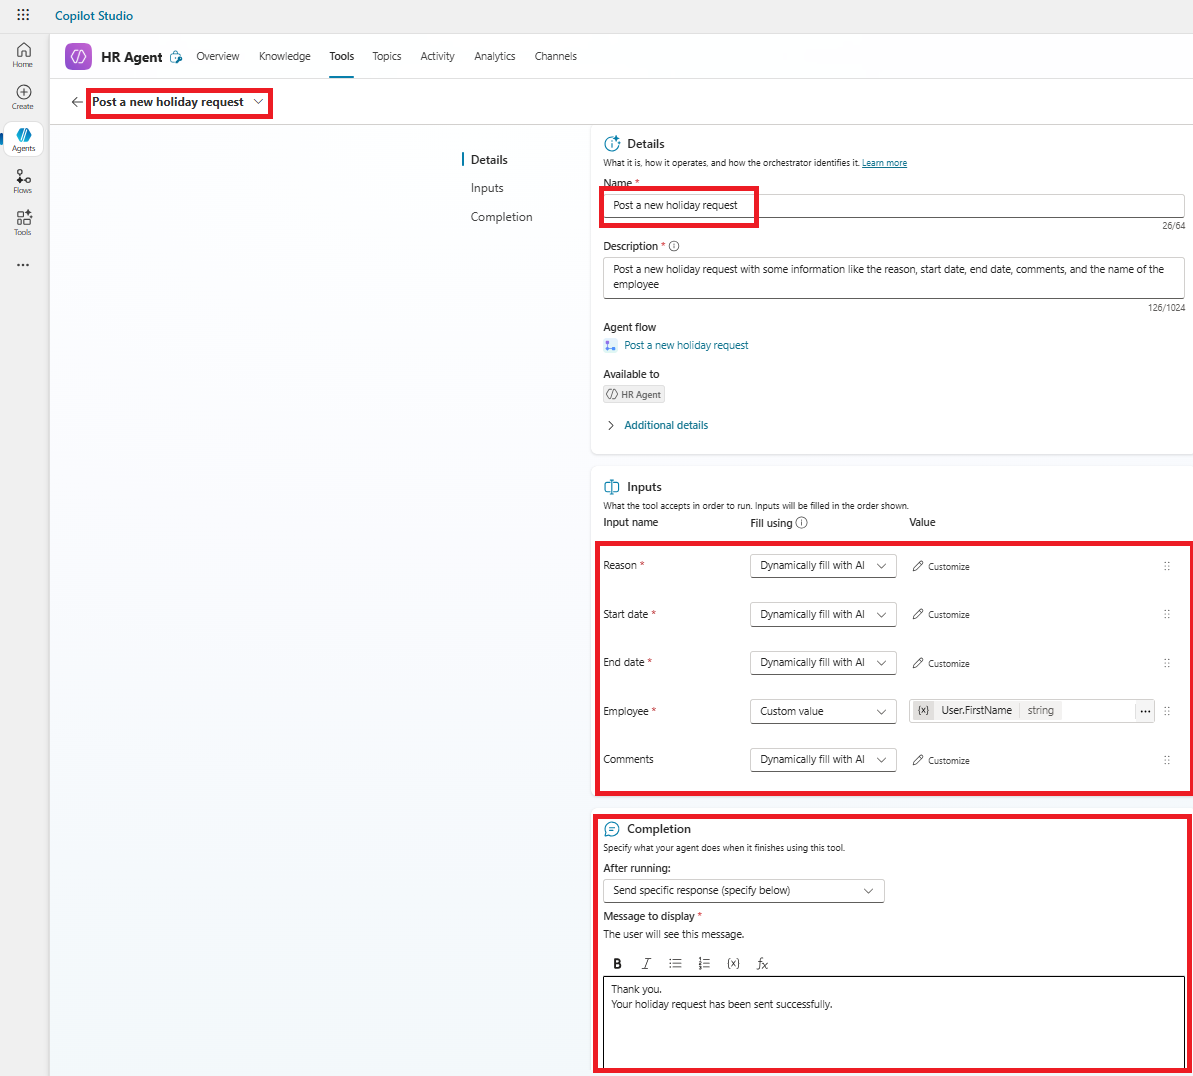 Copilot Studio
Home
Create
Agents
Flows
Tools
HR Agent Overview Knowledge Tools Topics Activity Analytics Channels
Post a new holiday request
Details
Inputs
Completion
Details
What it is, how it operates, and how the orchestrator identifies it. Learn more
Name *
Post a new holiday request
26/64
Description *
Post a new holiday request with some information like the reason, start date, end date, comments, and the name of the
employee
126/1024
Agent flow
Post a new holiday request
Available to
HR Agent
Additional details
Inputs
What the tool accepts in order to run. Inputs will be filled in the order shown.
Input name Fill using Value
Reason * Dynamically fill with AI Customize
Start date * Dynamically fill with AI Customize
End date * Dynamically fill with AI Customize
Employee * Custom value {x} User.FirstName string ...
Comments Dynamically fill with AI Customize
Completion
Specify what your agent does when it finishes using this tool.
After running:
Send specific response (specify below)
Message to display *
The user will see this message.
B I {x} fx
Thank you.
Your holiday request has been sent successfully.